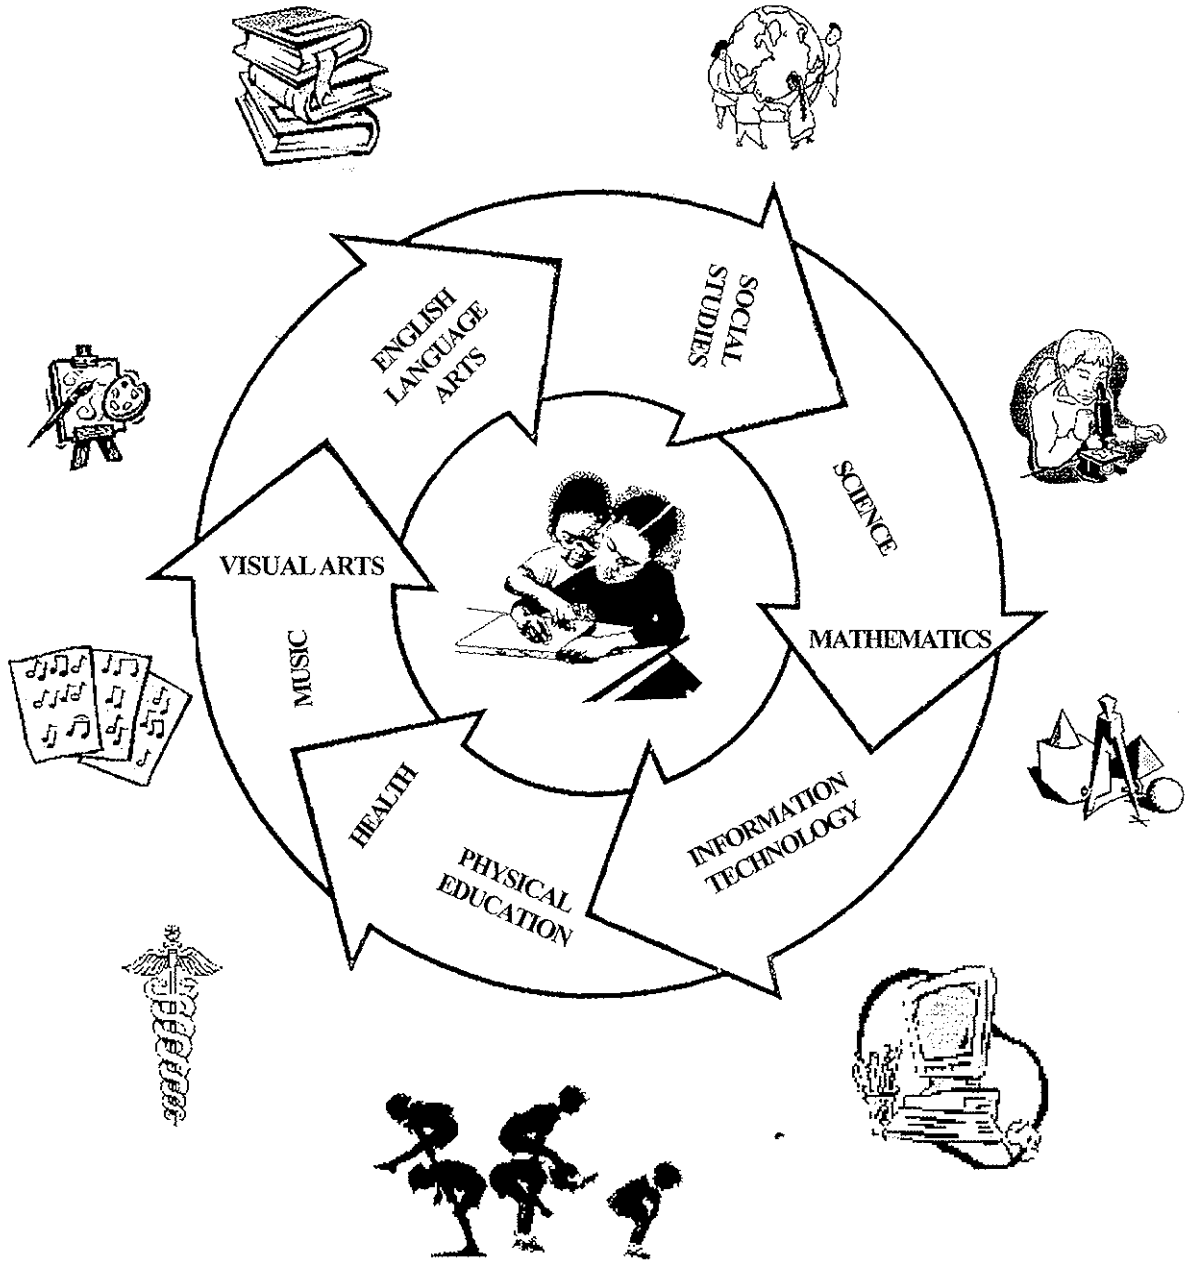 ENGLISH
LANGUAGE
ARTS
SOCIAL
STUDIES
SCIENCE
MATHEMATICS
INFORMATION
TECHNOLOGY
PHYSICAL
EDUCATION
HEALTH
MUSIC
VISUAL ARTS